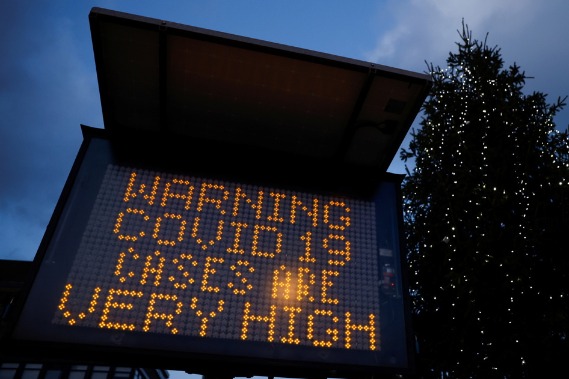 WARNING
COVID 19
CASES ARE
VERY HIGH